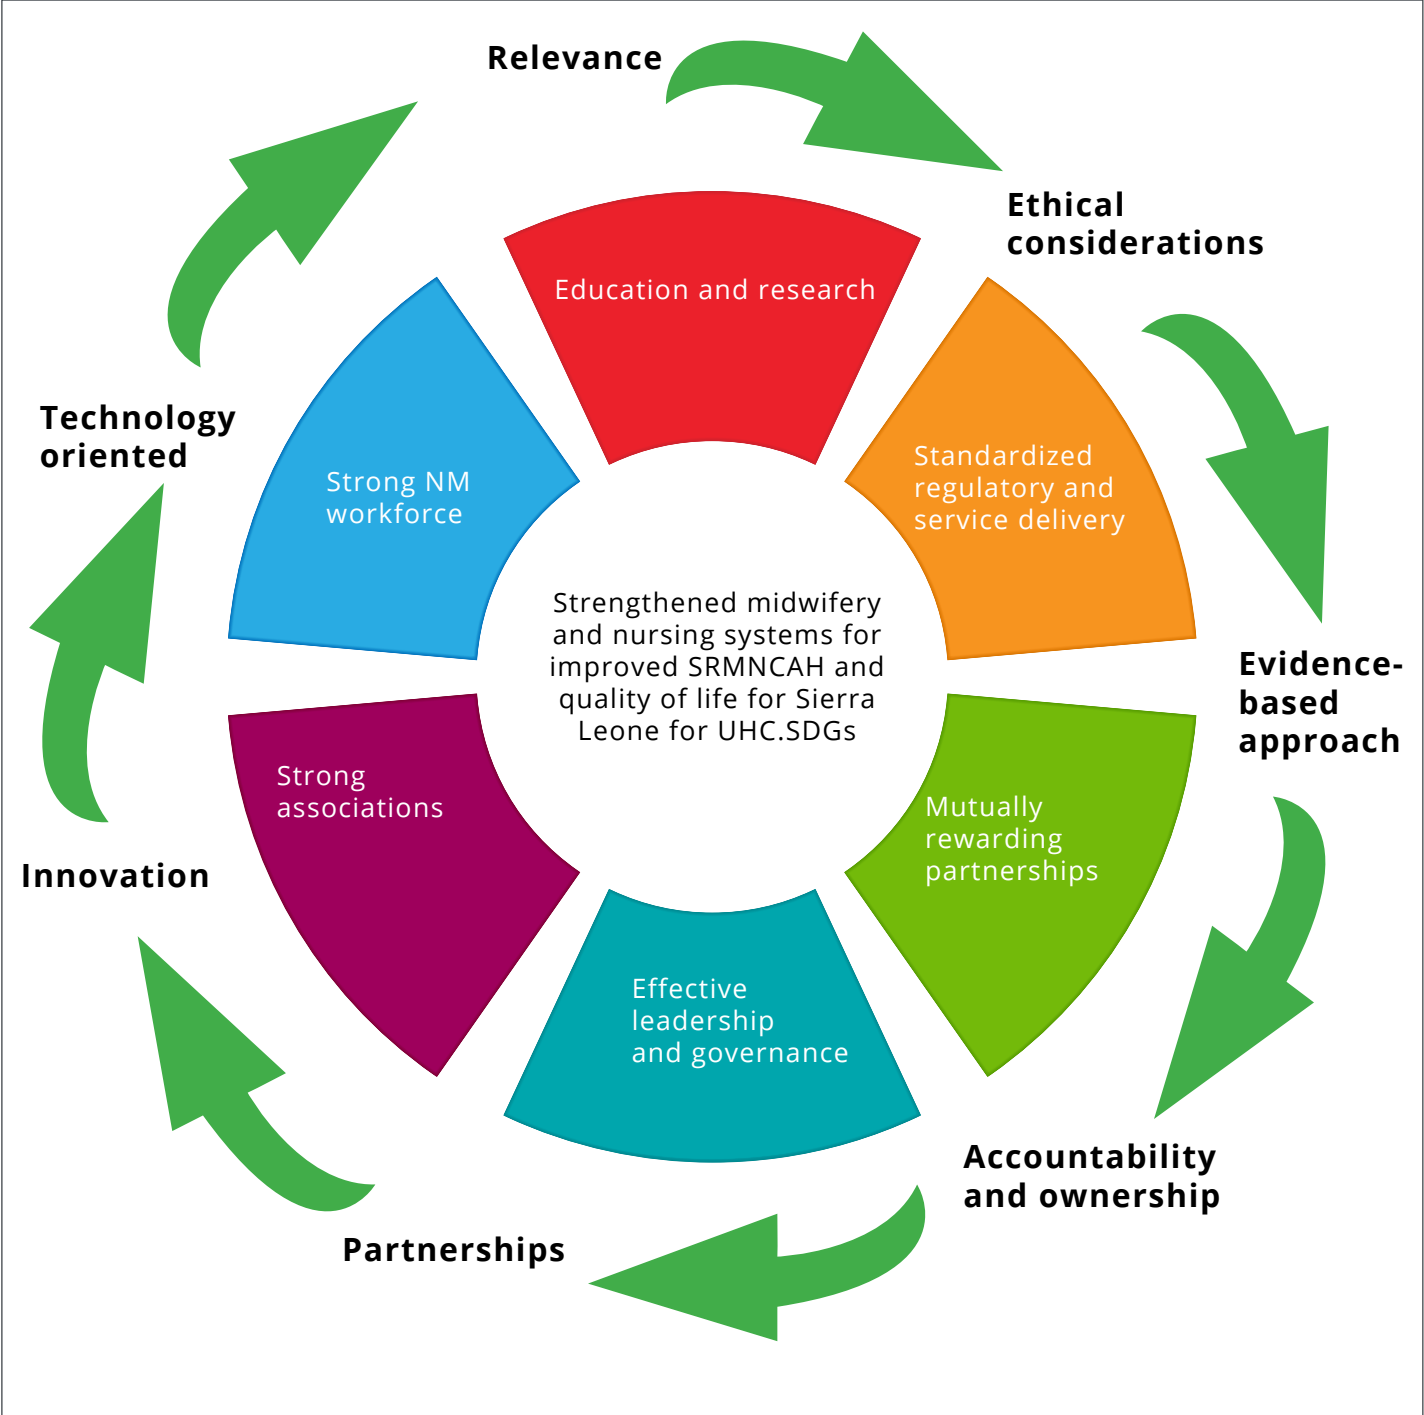 Relevance
Ethical
considerations
Education and research
Technology
oriented
Standardized
regulatory and
service delivery
Strong NM
workforce
Strengthened midwifery
and nursing systems for
improved SRMNCAH and
quality of life for Sierra
Leone for UHC.SDGs
Evidence-
based
approach
Strong
associations
Mutually
rewarding
partnerships
Innovation
Effective
leadership
and governance
Accountability
and ownership
Partnerships